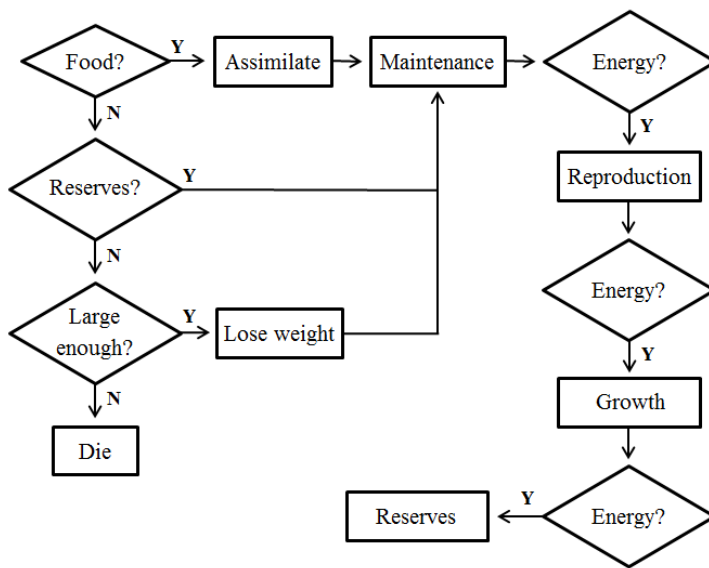 Food?
Y
Assimilate
Maintenance
Energy?
N
Y
Reserves?
Y
Reproduction
N
Large
enough?
Y
Lose weight
Energy?
N
Y
Die
Growth
Reserves
Y
Energy?